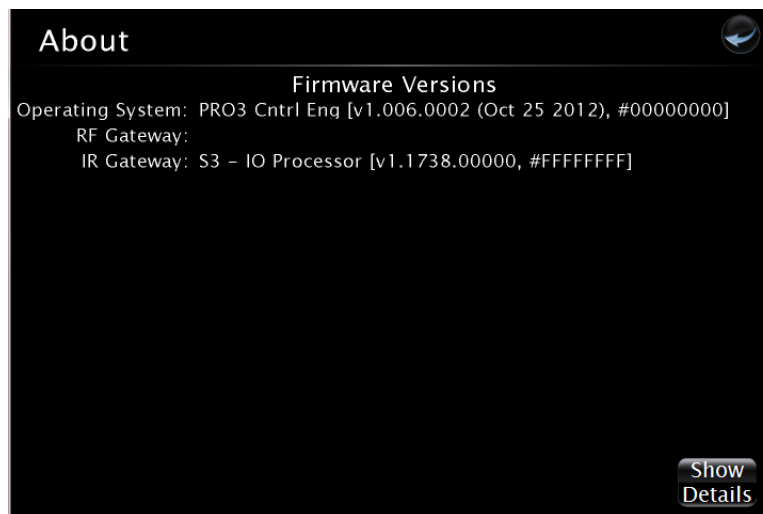 About
Firmware Versions
Operating System: PRO3 Cntrl Eng [v1.006.0002 (Oct 25 2012), #00000000]
RF Gateway:
IR Gateway: S3 – IO Processor [v1.1738.00000, #FFFFFFFF]
Show
Details